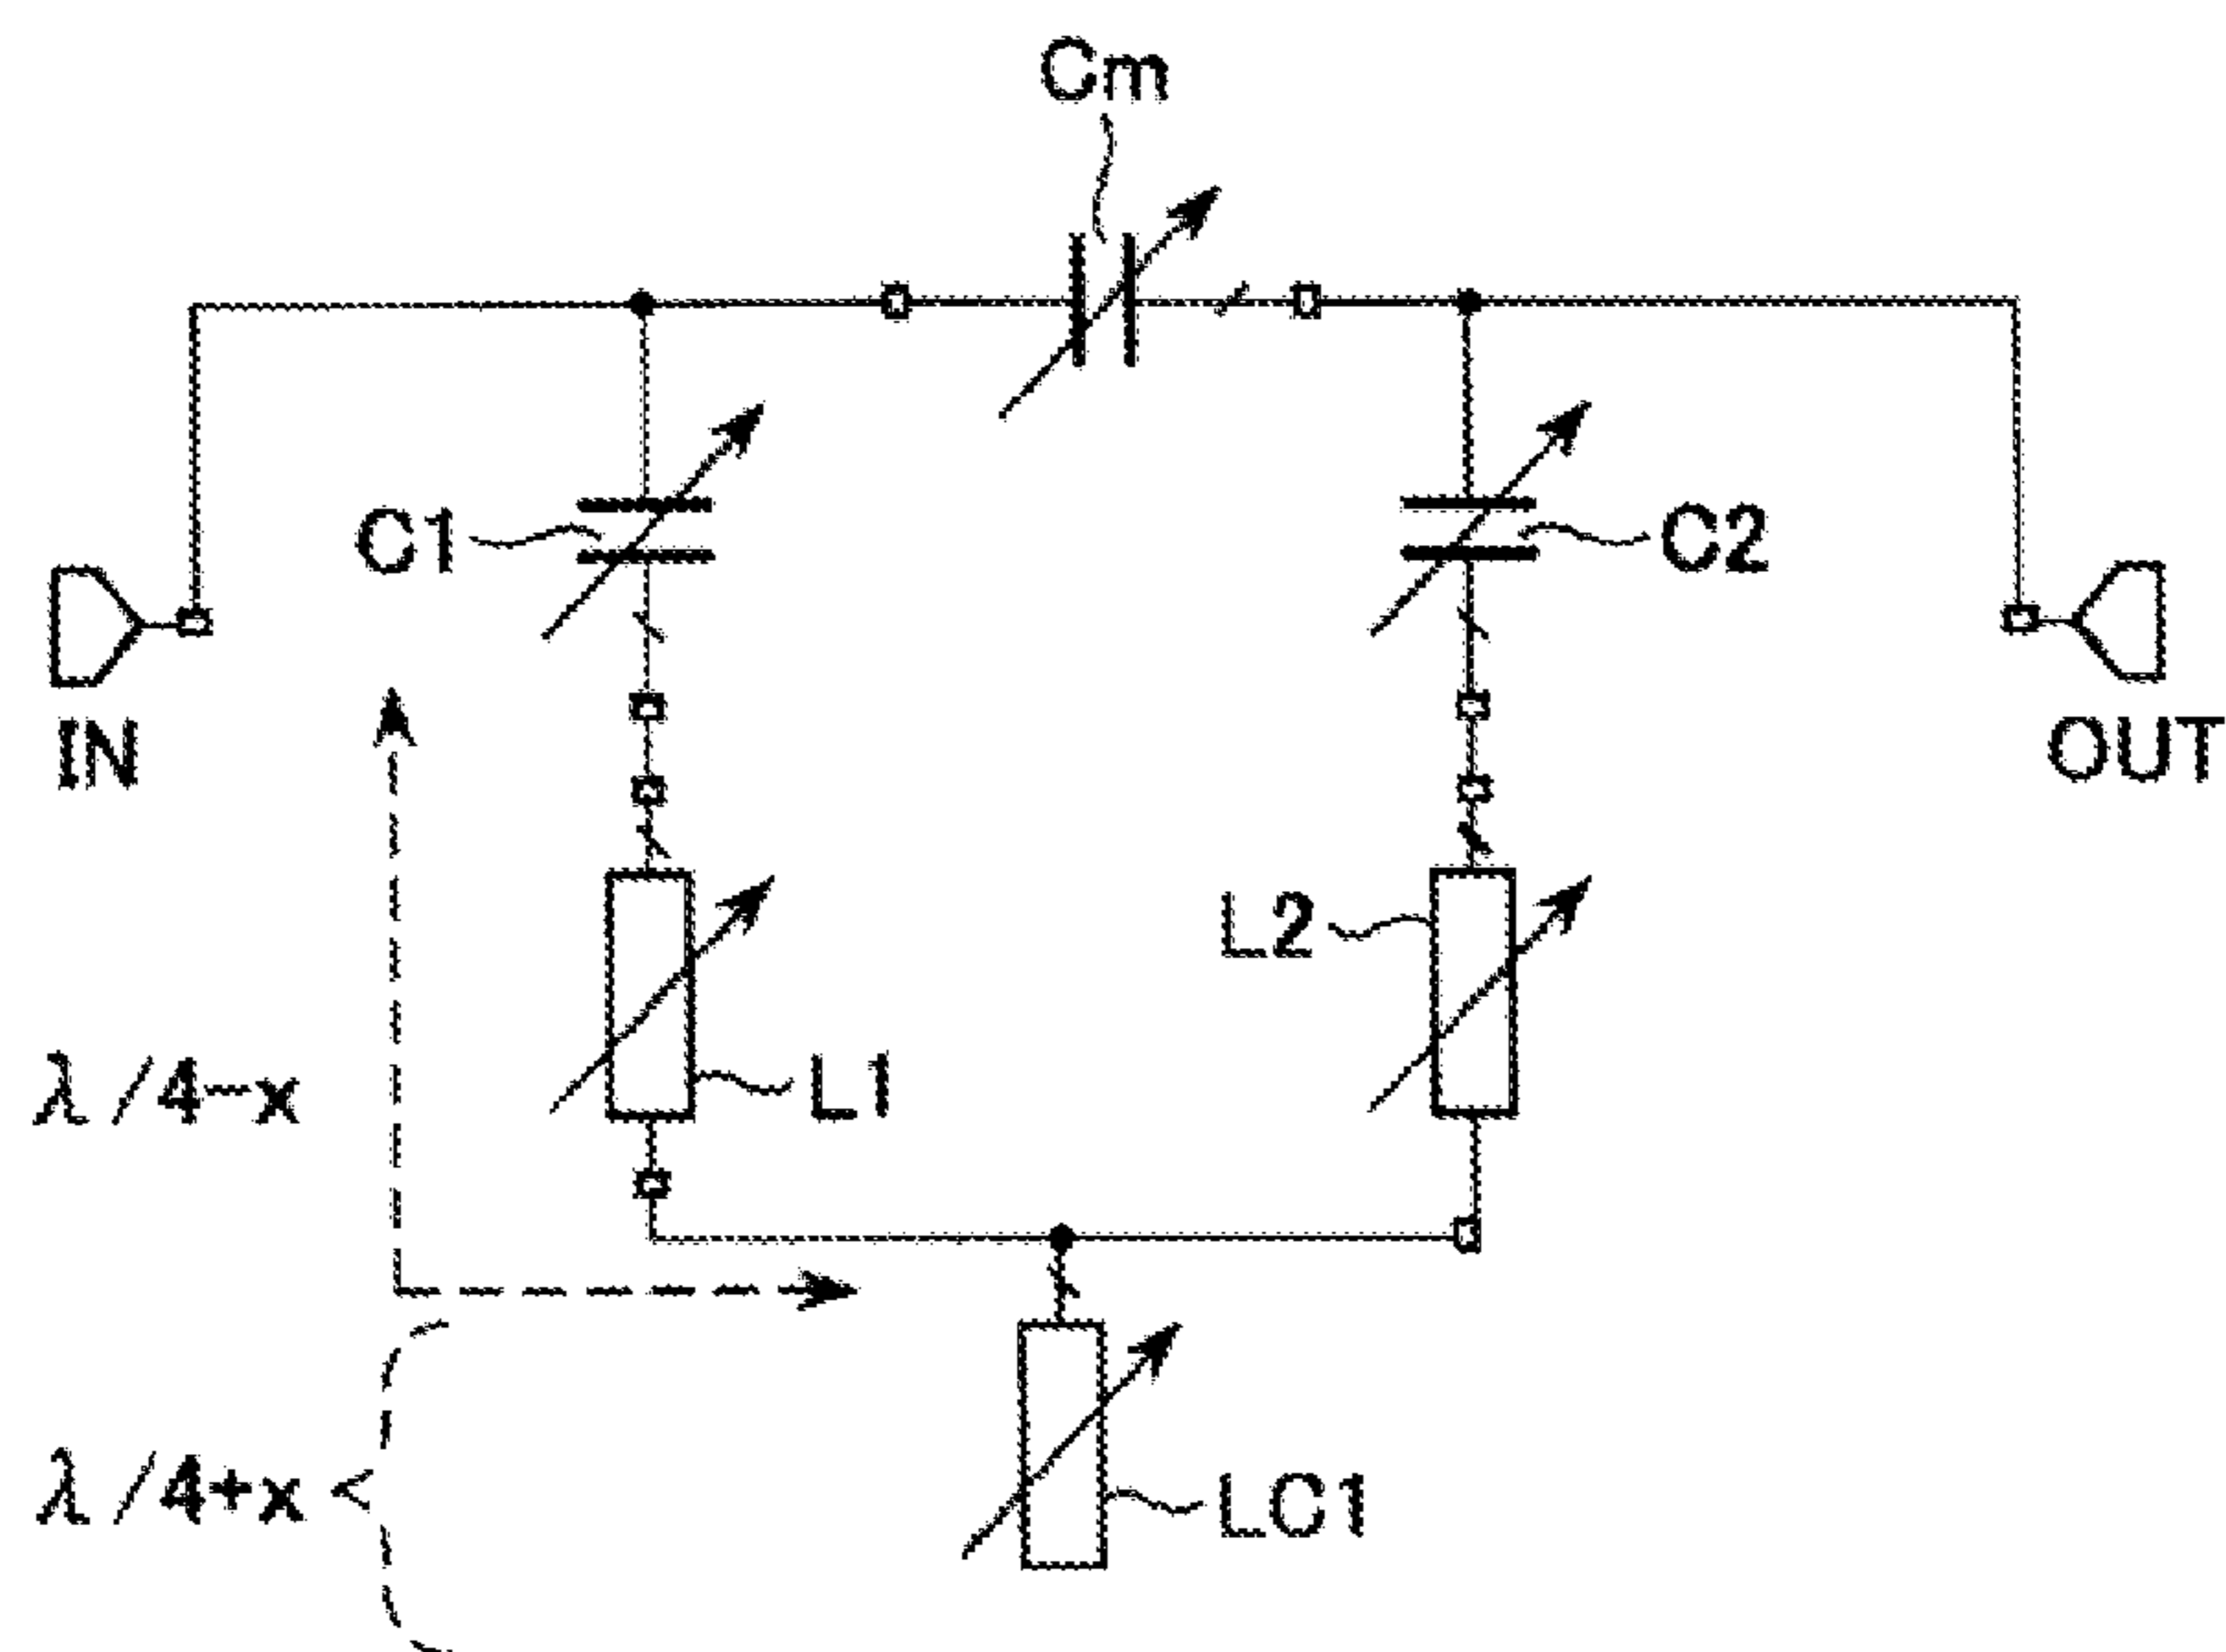 Cm
C1
C2
IN
OUT
L2
λ/4-x
L1
λ/4+x
LC1